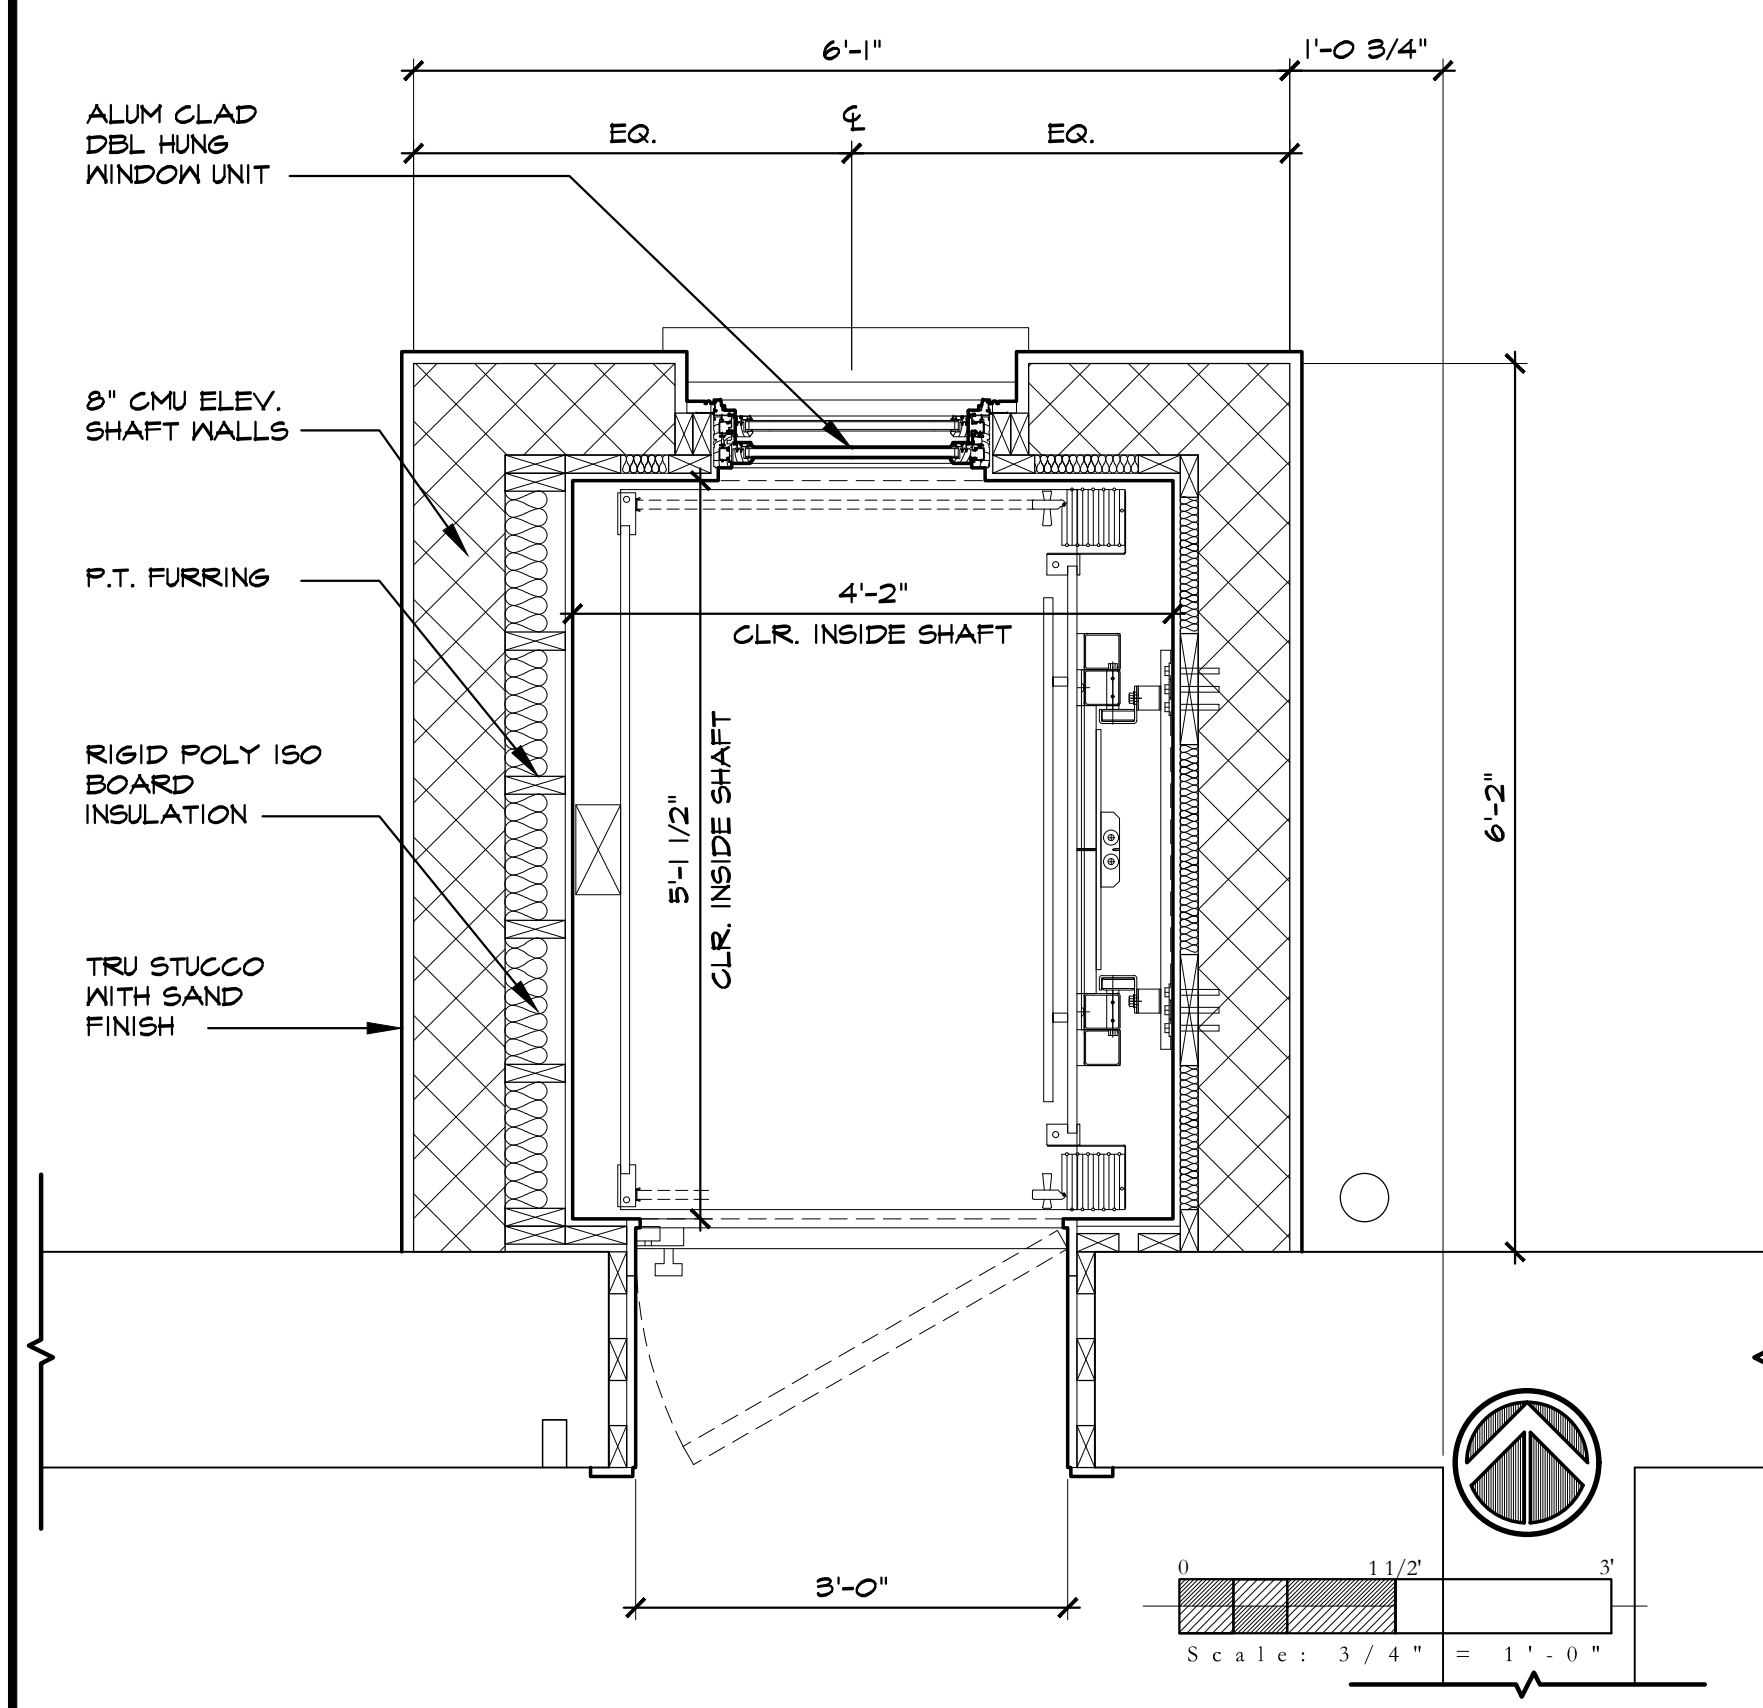 6'-1"
1'-0 3/4"
ALUM CLAD
DBL HUNG
WINDOW UNIT
EQ.
℄
EQ.
8" CMU ELEV.
SHAFT WALLS
P.T. FURRING
4'-2"
CLR. INSIDE SHAFT
RIGID POLY ISO
BOARD
INSULATION
5'-1 1/2"
CLR. INSIDE SHAFT
6'-2"
TRU STUCCO
WITH SAND
FINISH
3'-0"
0 1 1/2' 3'
Scale: 3/4" = 1'-0"